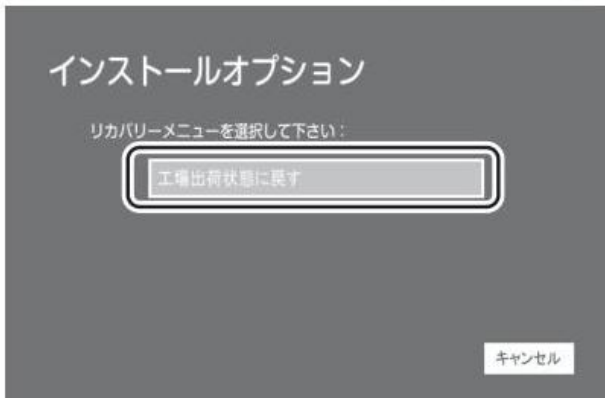 インストールオプション
リカバリーメニューを選択して下さい：
工場出荷状態に戻す
キャンセル